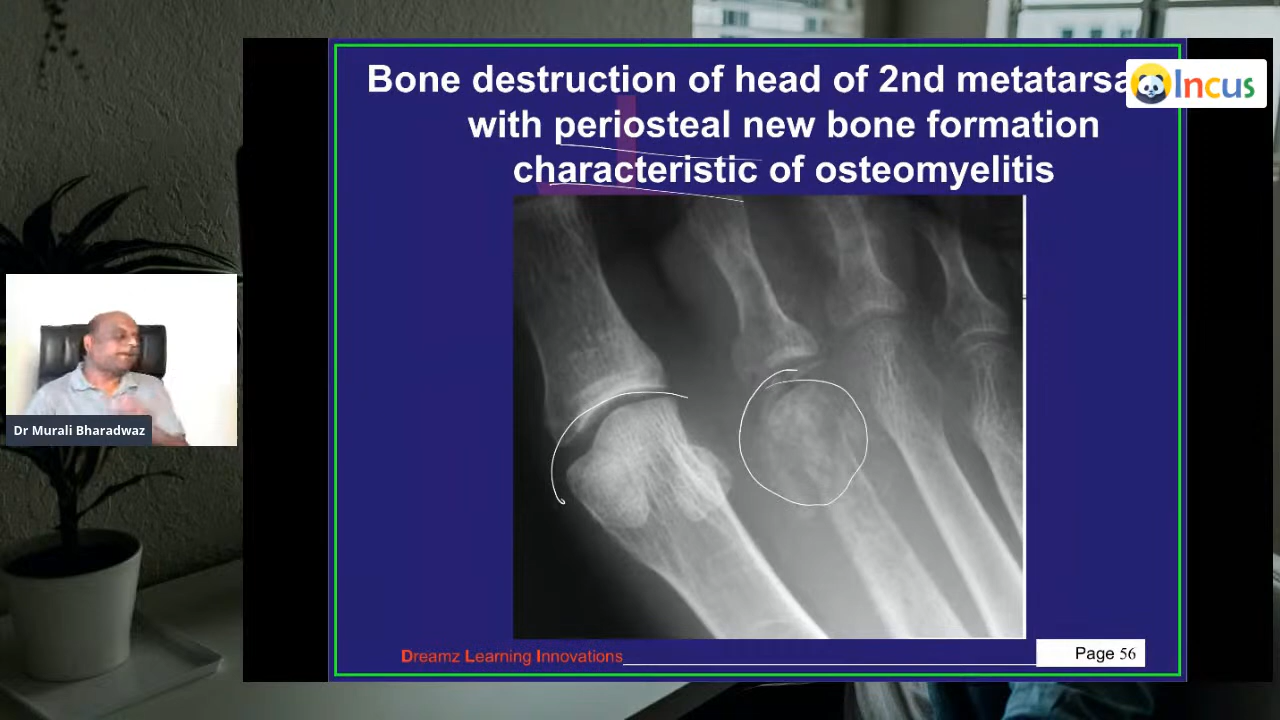 Bone destruction of head of 2nd
with periosteal new bone formation
characteristic of osteomyelitis
Incus
Dr Murali Bharadwaz
Dreamz Learning Innovations
Page 56